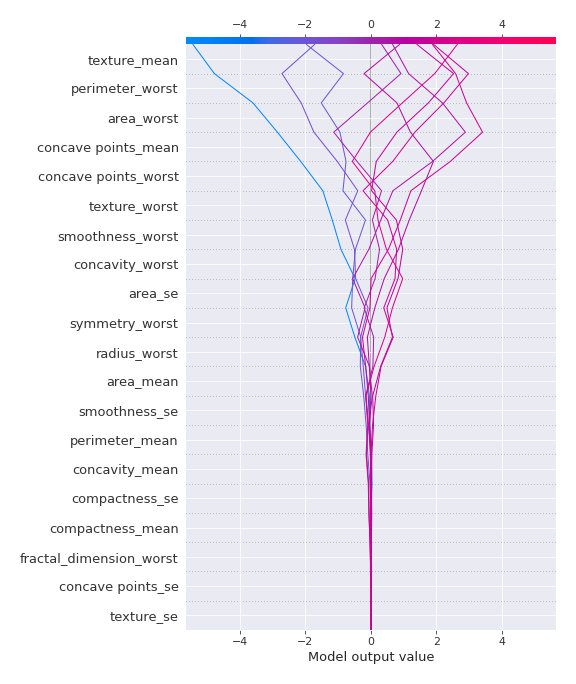 −4 −2 0 2 4
texture_mean
perimeter_worst
area_worst
concave points_mean
concave points_worst
texture_worst
smoothness_worst
concavity_worst
area_se
symmetry_worst
radius_worst
area_mean
smoothness_se
perimeter_mean
concavity_mean
compactness_se
compactness_mean
fractal_dimension_worst
concave points_se
texture_se
−4 −2 0 2 4
Model output value